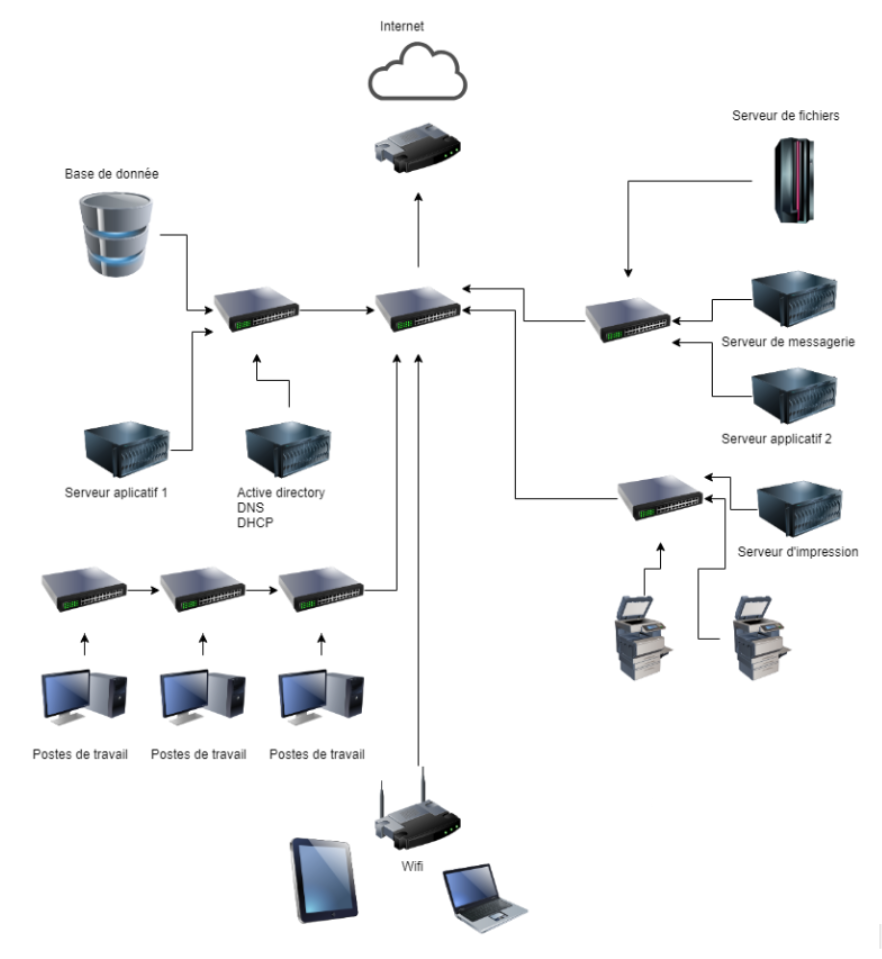 Internet
Serveur de fichiers
Base de donnée
Serveur de messagerie
Serveur applicatif 2
Serveur aplicatif 1
Active directory
DNS
DHCP
Serveur d'impression
Postes de travail
Postes de travail
Postes de travail
Wifi